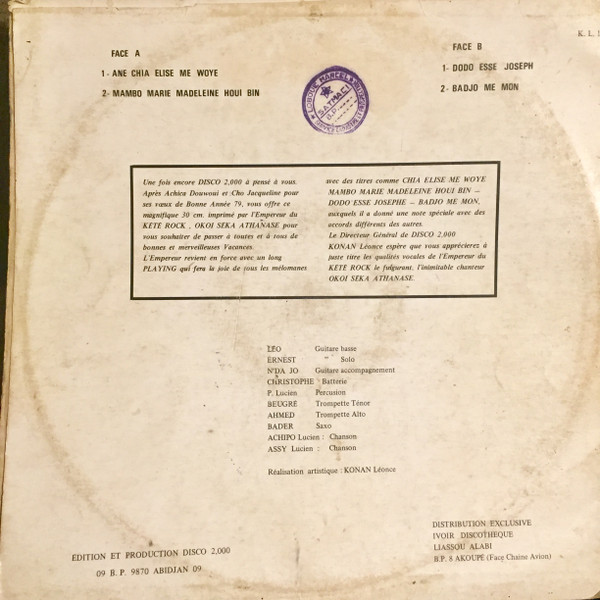 K. L. 1
FACE A
1- ANE CHIA ELISE ME WOYE
2- MAMBO MARIE MADELEINE HOUI BIN
FACE B
1- DODO ESSE JOSEPH
2- BADJO ME MON
MARCEL
SATMACI
B.P.
Une fois encore DISCO 2,000 à pensé à vous.
Après Achiea Douwoui et Cho Jacqueline pour
ses vœux de Bonne Année 79, vous offre ce
magnifique 30 cm. imprimé par l'Empereur du
KETE ROCK , OKOI SEKA ATHANASE pour
vous souhaiter de passer à toutes et à tous de
bonnes et merveilleuses Vacances.
L'Empereur revient en force avec un long
PLAYING qui fera la joie de tous les mélomanes
avec des titres comme CHIA ELISE ME WOYE
MAMBO MARIE MADELEINE HOUI BIN –
DODO ESSE JOSEPHE – BADJO ME MON,
auxquels il a donné une note spéciale avec des
accords différents des autres.
Le Directeur Général de DISCO 2,000
KONAN Léonce espère que vous apprécierez à
juste titre les qualités vocales de l'Empereur du
KETE ROCK le fulgurant, l'inimitable chanteur
OKOI SEKA ATHANASE.
LEO Guitare basse
ERNEST " Solo
N'DA JO Guitare accompagnement
CHRISTOPHE Batterie
P. Lucien Percusion
BEUGRÉ Trompette Ténor
AHMED Trompette Alto
BADER Saxo
ACHIPO Lucien : Chanson
ASSY Lucien : Chanson
Réalisation artistique : KONAN Léonce
EDITION ET PRODUCTION DISCO 2,000
09 B. P. 9870 ABIDJAN 09
DISTRIBUTION EXCLUSIVE
IVOIR DISCOTHEQUE
LIASSOU ALABI
B.P. 8 AKOUPÉ (Face Chaine Avion)